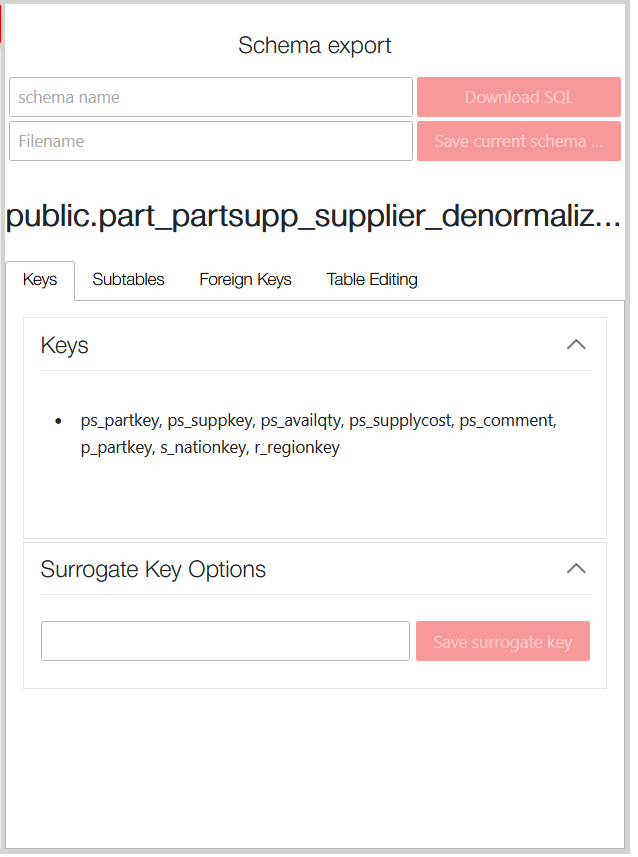 Schema export
schema name
Download SQL
Filename
Save current schema ...
public.part_partsupp_supplier_denormaliz...
Keys
Subtables
Foreign Keys
Table Editing
Keys
ps_partkey, ps_suppkey, ps_availqty, ps_supplycost, ps_comment,
p_partkey, s_nationkey, r_regionkey
Surrogate Key Options
Save surrogate key